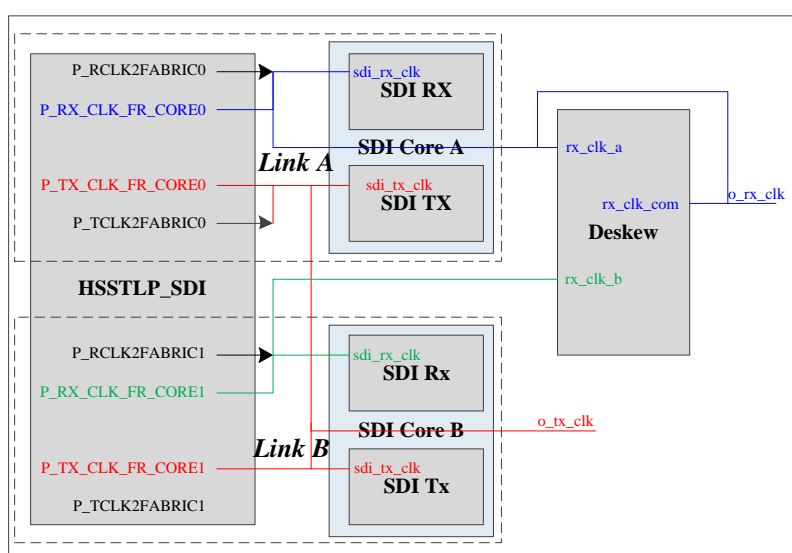 P_RCLK2FABRIC0
P_RX_CLK_FR_CORE0
sdi_rx_clk
SDI RX
SDI Core A
Link A
P_TX_CLK_FR_CORE0
P_TCLK2FABRIC0
sdi_tx_clk
SDI TX
HSSTLP_SDI
rx_clk_a
rx_clk_com
o_rx_clk
Deskew
rx_clk_b
P_RCLK2FABRIC1
P_RX_CLK_FR_CORE1
sdi_rx_clk
SDI Rx
SDI Core B
o_tx_clk
Link B
P_TX_CLK_FR_CORE1
P_TCLK2FABRIC1
sdi_tx_clk
SDI Tx